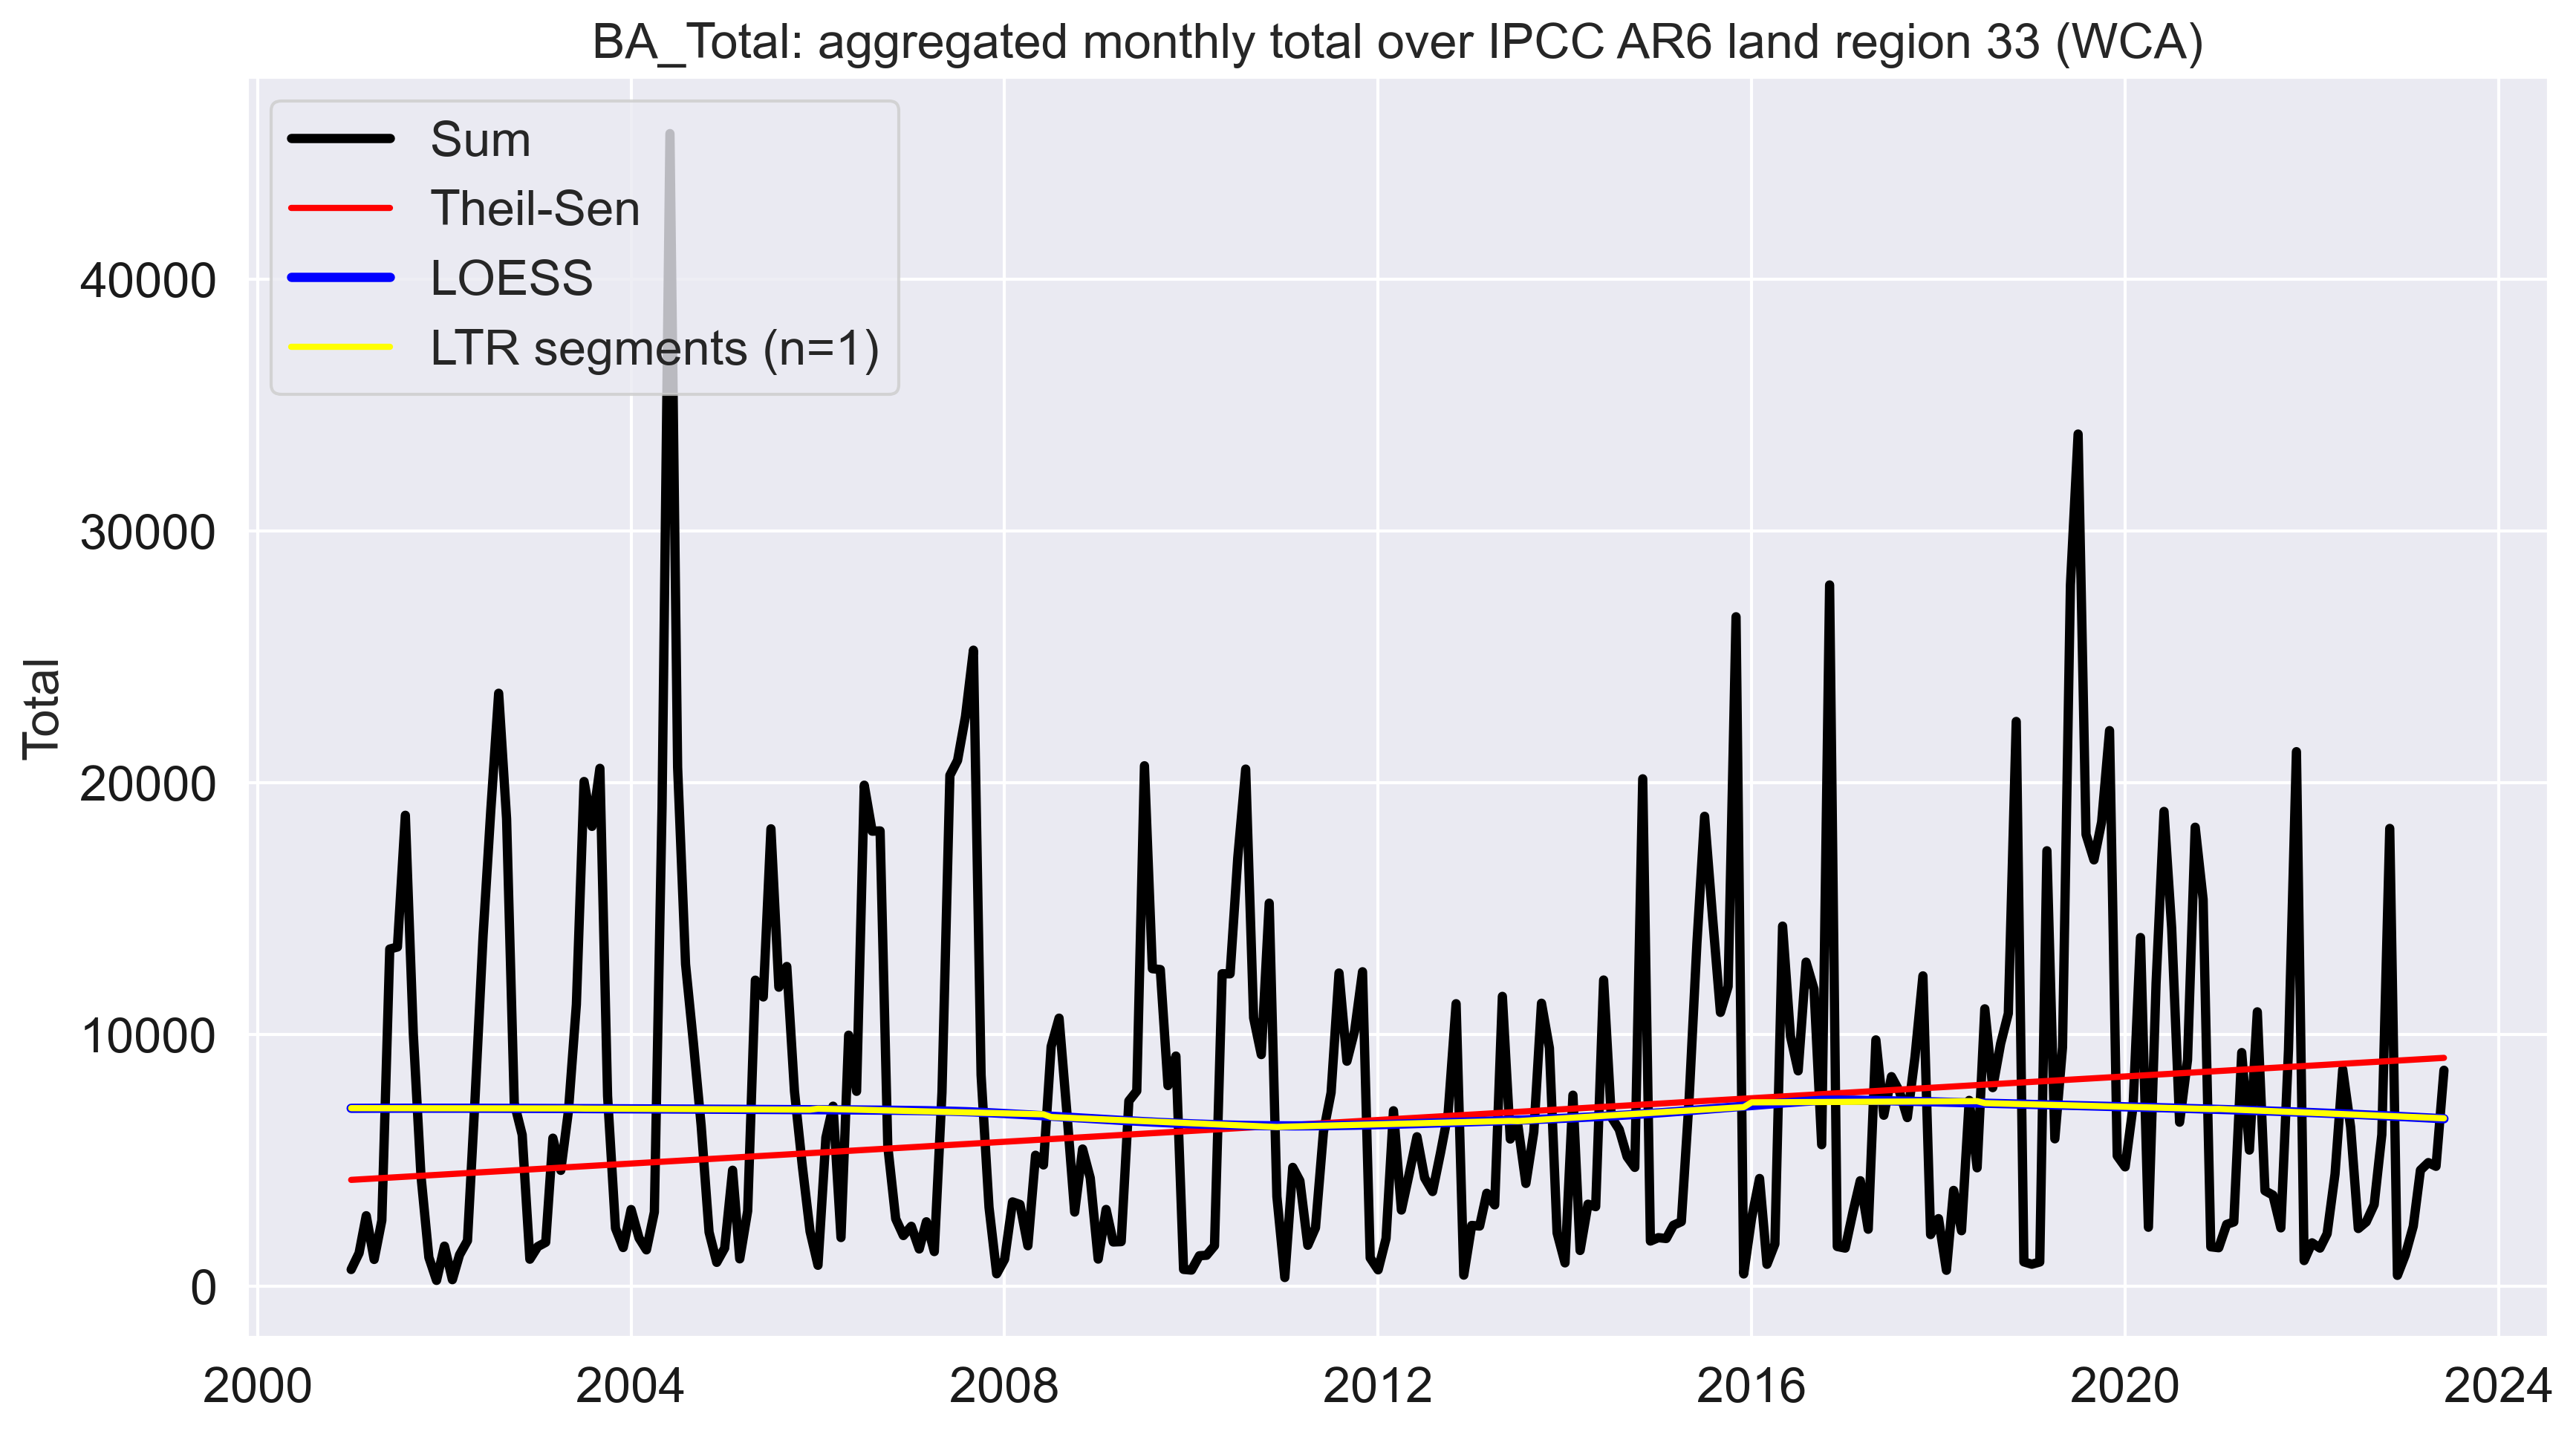 BA_Total: aggregated monthly total over IPCC AR6 land region 33 (WCA)
Sum
Theil-Sen
LOESS
LTR segments (n=1)
Total
40000
30000
20000
10000
0
2000 2004 2008 2012 2016 2020 2024